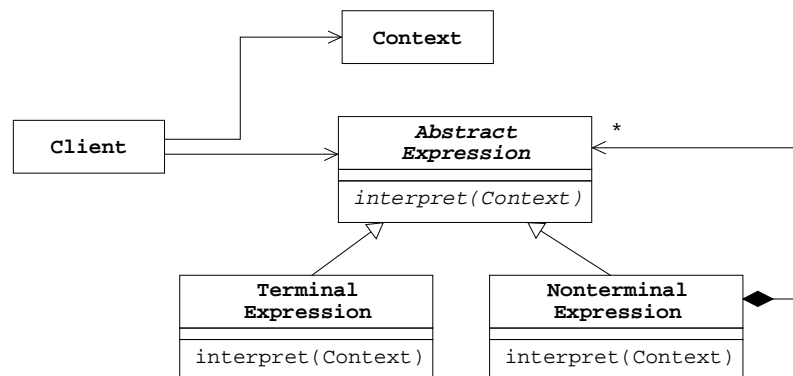 Context
Client
Abstract
Expression
*
interpret(Context)
Terminal
Expression
interpret(Context)
Nonterminal
Expression
interpret(Context)